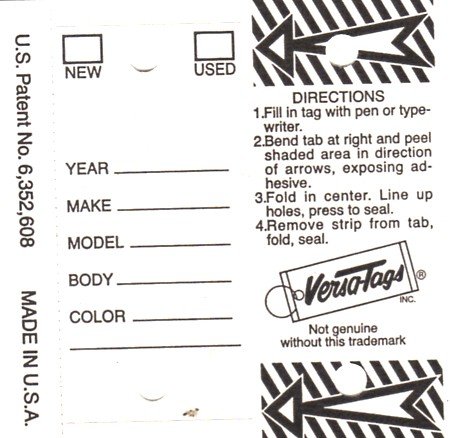 U.S. Patent No. 6,352,608 MADE IN U.S.A.
NEW USED
YEAR
MAKE
MODEL
BODY
COLOR
DIRECTIONS
1.Fill in tag with pen or type-
writer.
2.Bend tab at right and peel
shaded area in direction
of arrows, exposing ad-
hesive.
3.Fold in center. Line up
holes, press to seal.
4.Remove strip from tab,
fold, seal.
Versa-Tags ®
INC.
Not genuine
without this trademark